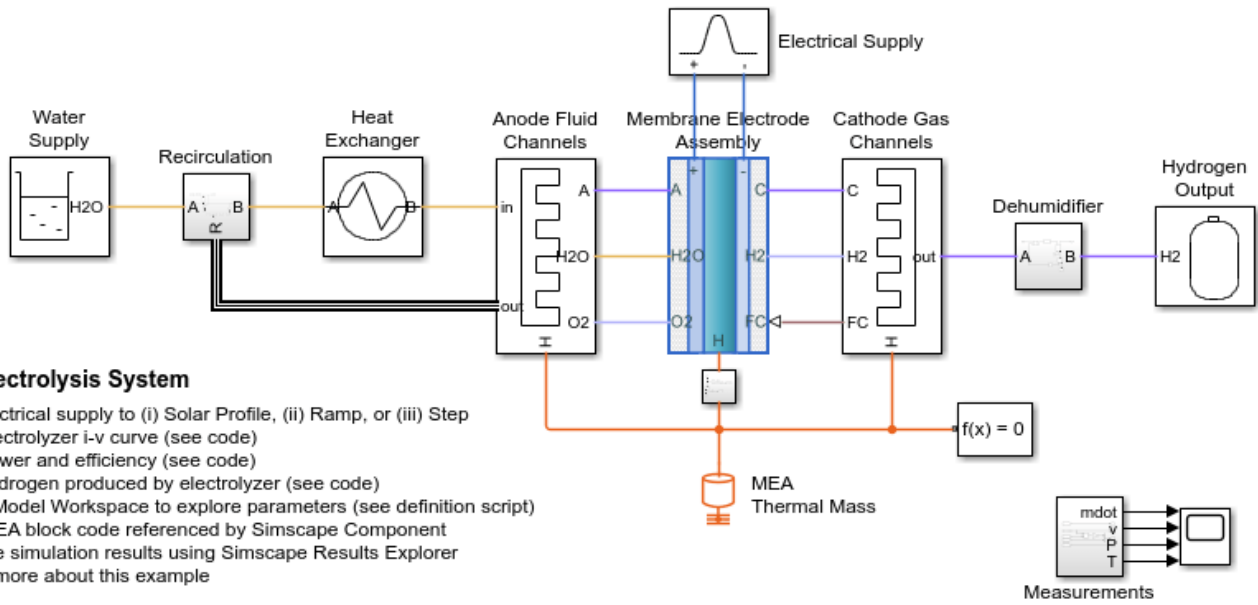 Electrical Supply
+ -
Water
Supply
H2O
Recirculation
A B
R
Heat
Exchanger
A B
Anode Fluid
Channels
in
out
A
H2O
O2
H
Membrane Electrode
Assembly
+ -
A C
H2O H2
O2 FC
H
Cathode Gas
Channels
C
H2
FC
out
H
Dehumidifier
A B
Hydrogen
Output
H2
f(x) = 0
MEA
Thermal Mass
ectrolysis System
ctrical supply to (i) Solar Profile, (ii) Ramp, or (iii) Step
ectrolyzer i-v curve (see code)
wer and efficiency (see code)
drogen produced by electrolyzer (see code)
Model Workspace to explore parameters (see definition script)
EA block code referenced by Simscape Component
e simulation results using Simscape Results Explorer
more about this example
mdot
v
P
T
Measurements